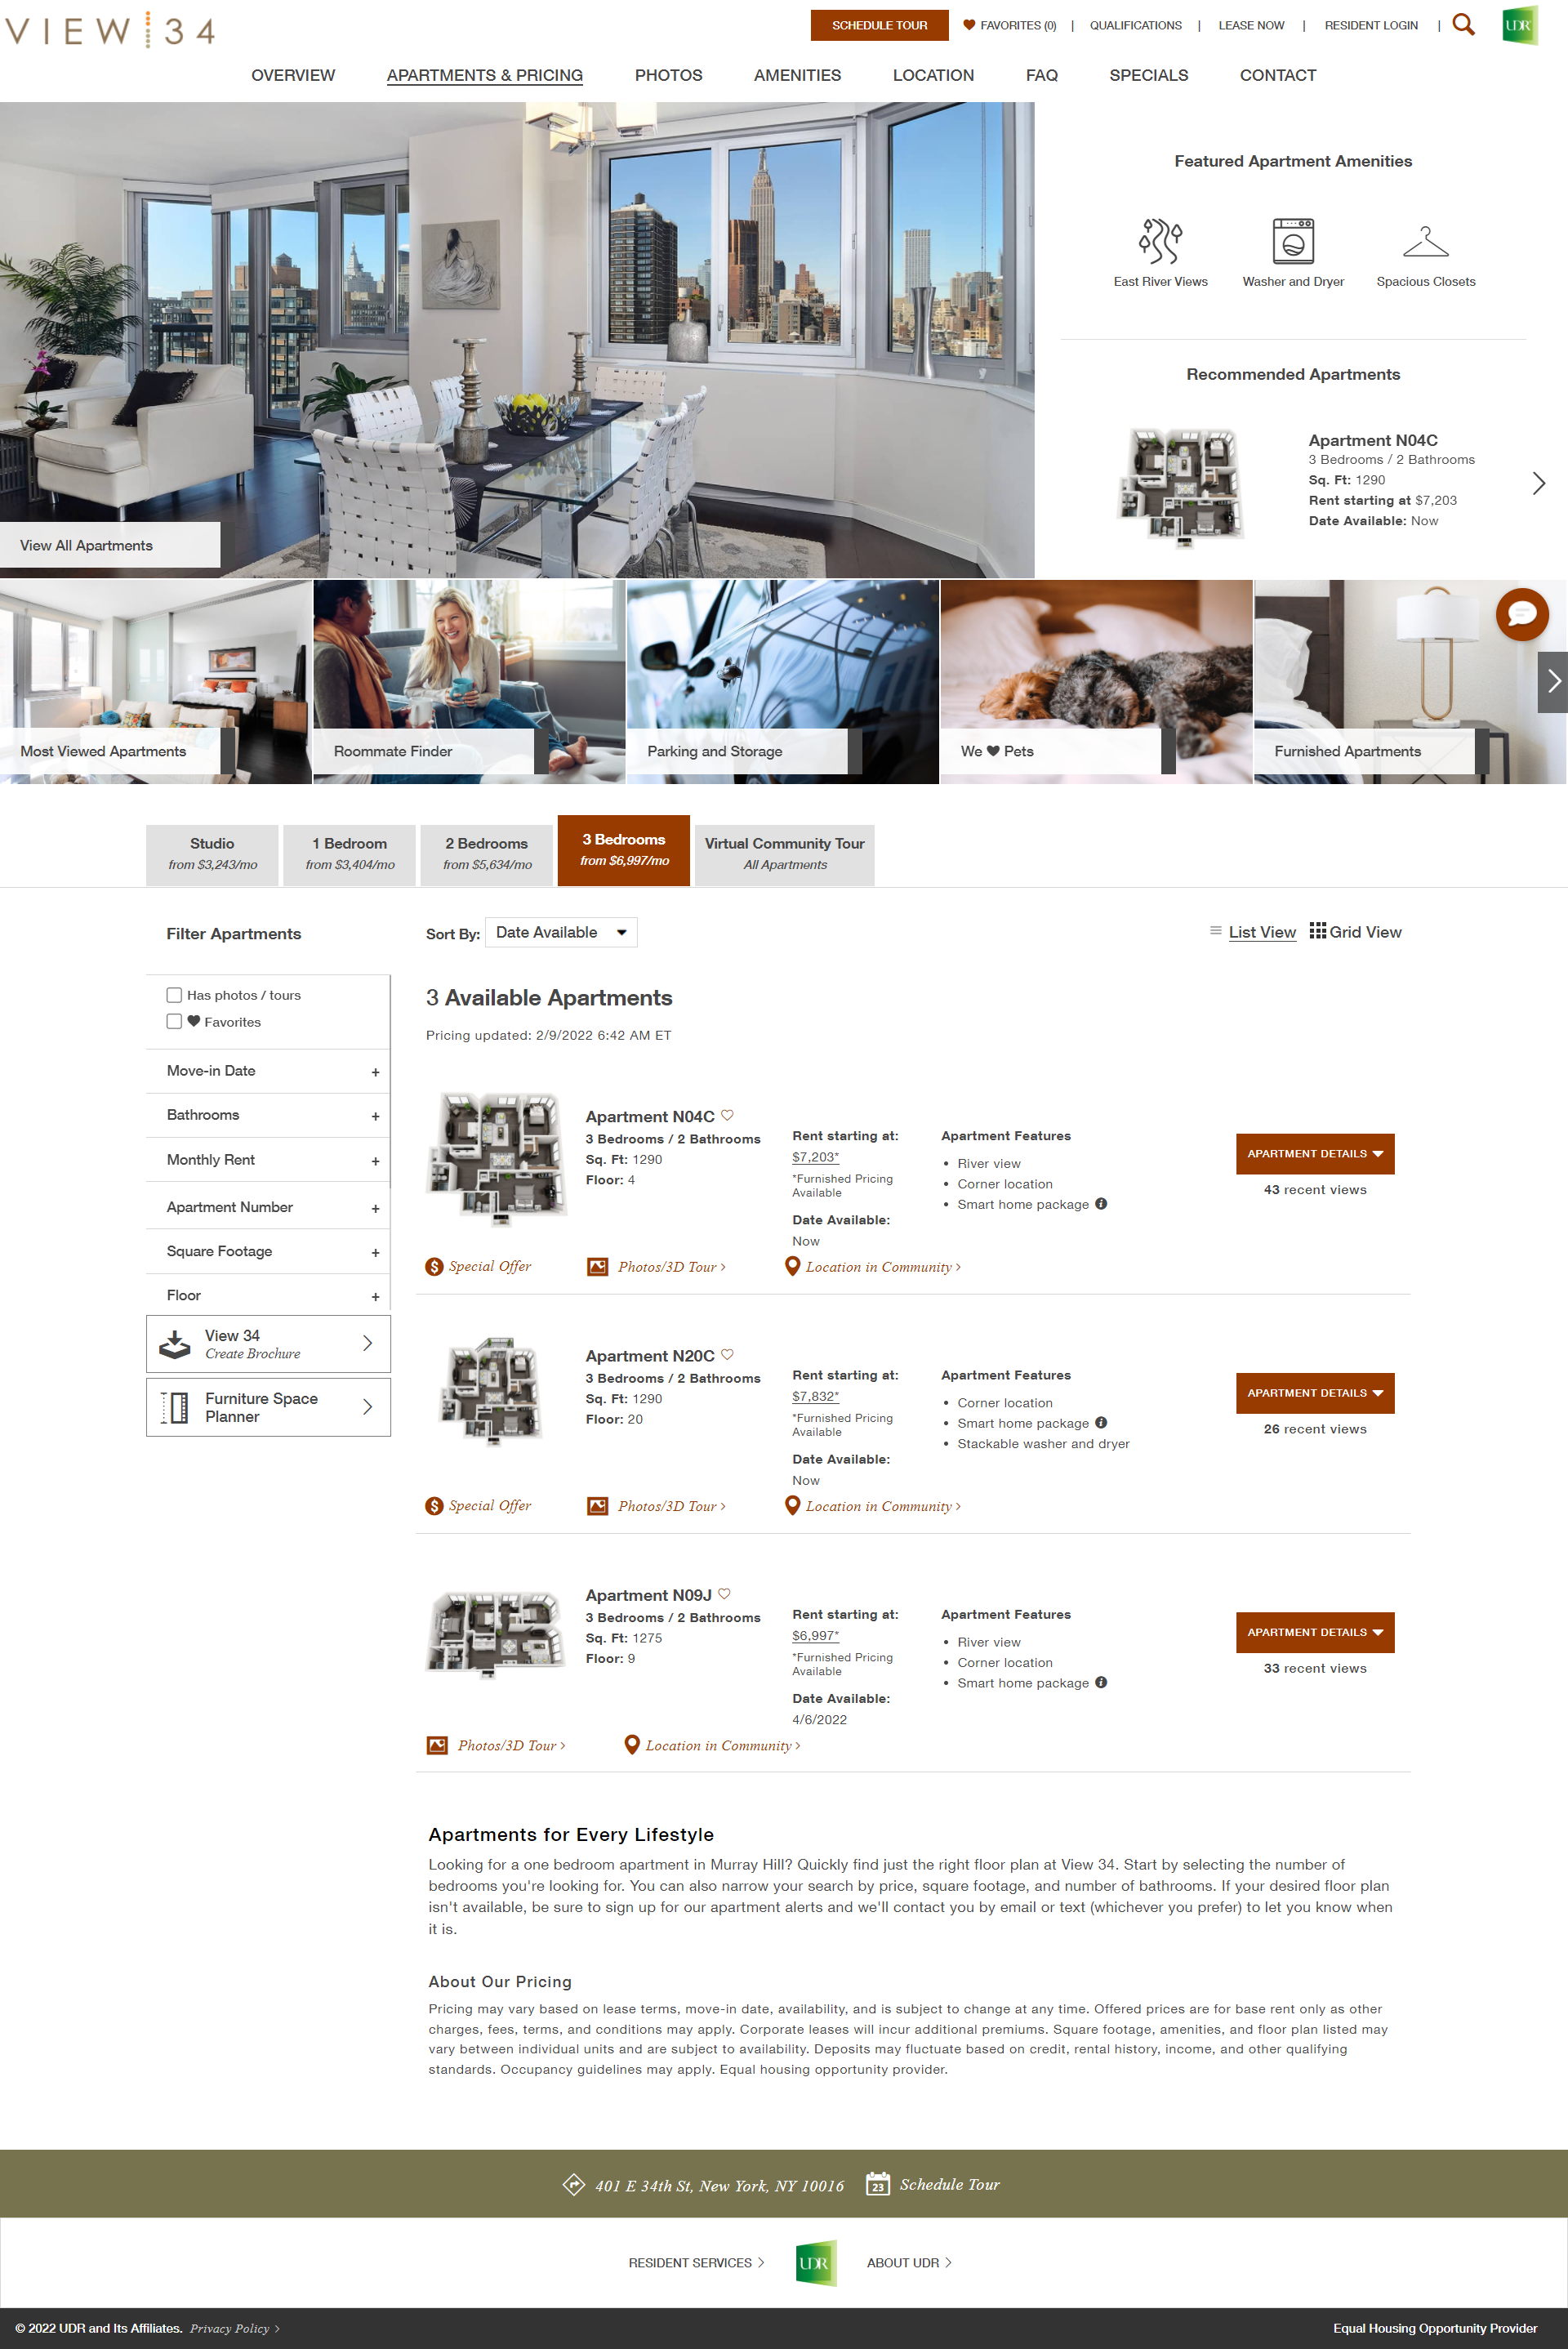 VIEW 34
SCHEDULE TOUR
FAVORITES (0) | QUALIFICATIONS | LEASE NOW | RESIDENT LOGIN |
UDR
OVERVIEW APARTMENTS & PRICING PHOTOS AMENITIES LOCATION FAQ SPECIALS CONTACT
View All Apartments
Featured Apartment Amenities
East River Views Washer and Dryer Spacious Closets
Recommended Apartments
Apartment N04C
3 Bedrooms / 2 Bathrooms
Sq. Ft: 1290
Rent starting at $7,203
Date Available: Now
Most Viewed Apartments
Roommate Finder
Parking and Storage
We ♥ Pets
Furnished Apartments
Studio
from $3,243/mo
1 Bedroom
from $3,404/mo
2 Bedrooms
from $5,634/mo
3 Bedrooms
from $6,997/mo
Virtual Community Tour
All Apartments
Filter Apartments
Has photos / tours
♥ Favorites
Move-in Date +
Bathrooms +
Monthly Rent +
Apartment Number +
Square Footage +
Floor +
View 34
Create Brochure
Furniture Space
Planner
Sort By: Date Available
List View Grid View
3 Available Apartments
Pricing updated: 2/9/2022 6:42 AM ET
Apartment N04C
3 Bedrooms / 2 Bathrooms
Sq. Ft: 1290
Floor: 4
Rent starting at:
$7,203*
*Furnished Pricing
Available
Date Available:
Now
Apartment Features
• River view
• Corner location
• Smart home package
APARTMENT DETAILS
43 recent views
Special Offer
Photos/3D Tour >
Location in Community >
Apartment N20C
3 Bedrooms / 2 Bathrooms
Sq. Ft: 1290
Floor: 20
Rent starting at:
$7,832*
*Furnished Pricing
Available
Date Available:
Now
Apartment Features
• Corner location
• Smart home package
• Stackable washer and dryer
APARTMENT DETAILS
26 recent views
Special Offer
Photos/3D Tour >
Location in Community >
Apartment N09J
3 Bedrooms / 2 Bathrooms
Sq. Ft: 1275
Floor: 9
Rent starting at:
$6,997*
*Furnished Pricing
Available
Date Available:
4/6/2022
Apartment Features
• River view
• Corner location
• Smart home package
APARTMENT DETAILS
33 recent views
Photos/3D Tour >
Location in Community >
Apartments for Every Lifestyle
Looking for a one bedroom apartment in Murray Hill? Quickly find just the right floor plan at View 34. Start by selecting the number of
bedrooms you're looking for. You can also narrow your search by price, square footage, and number of bathrooms. If your desired floor plan
isn't available, be sure to sign up for our apartment alerts and we'll contact you by email or text (whichever you prefer) to let you know when
it is.
About Our Pricing
Pricing may vary based on lease terms, move-in date, availability, and is subject to change at any time. Offered prices are for base rent only as other
charges, fees, terms, and conditions may apply. Corporate leases will incur additional premiums. Square footage, amenities, and floor plan listed may
vary between individual units and are subject to availability. Deposits may fluctuate based on credit, rental history, income, and other qualifying
standards. Occupancy guidelines may apply. Equal housing opportunity provider.
401 E 34th St, New York, NY 10016
23
Schedule Tour
RESIDENT SERVICES >
UDR
ABOUT UDR >
© 2022 UDR and Its Affiliates. Privacy Policy >
Equal Housing Opportunity Provider